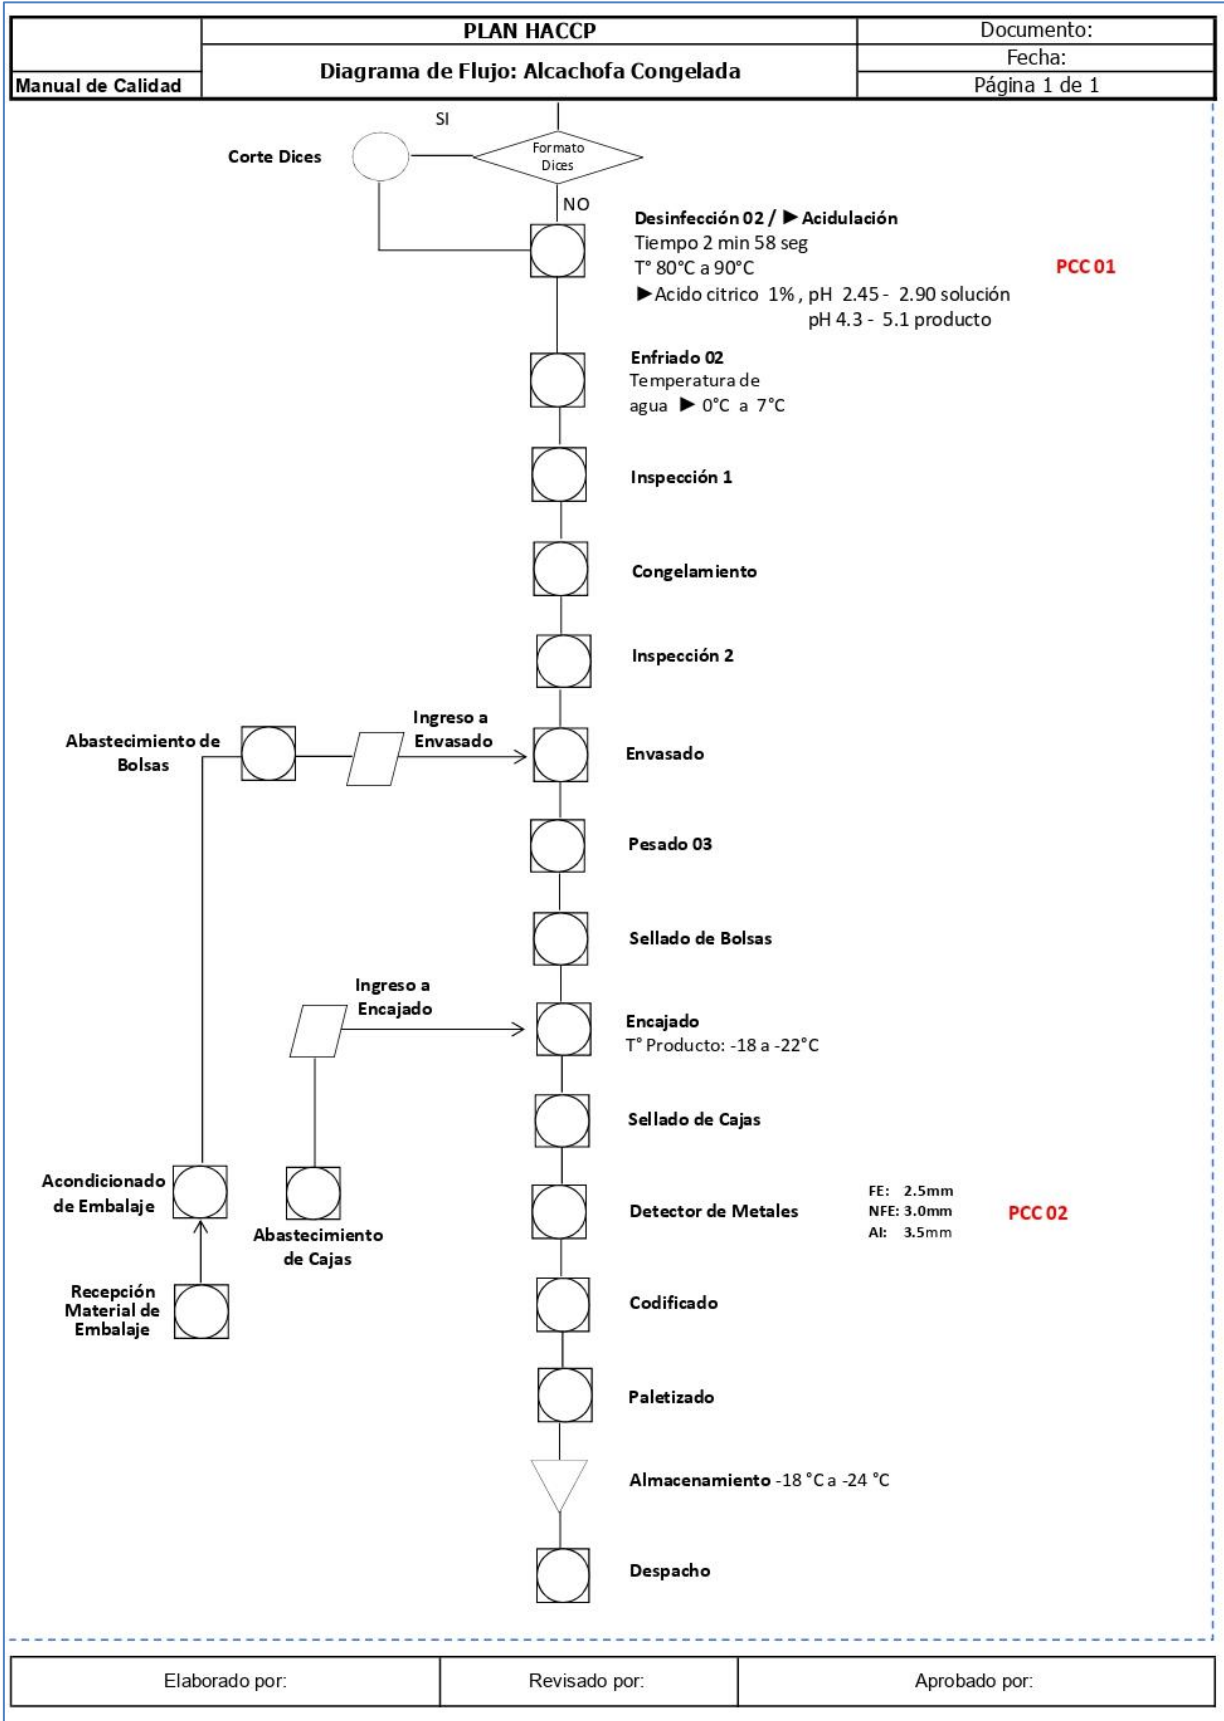 PLAN HACCP
Documento:
Diagrama de Flujo: Alcachofa Congelada
Fecha:
Manual de Calidad
Página 1 de 1
SI
Corte Dices
Formato
Dices
NO
Desinfección 02 / ►Acidulación
Tiempo 2 min 58 seg
T° 80°C a 90°C
PCC 01
►Acido citrico 1% , pH 2.45 - 2.90 solución
pH 4.3 - 5.1 producto
Enfriado 02
Temperatura de
agua ► 0°C a 7°C
Inspección 1
Congelamiento
Inspección 2
Abastecimiento de
Bolsas
Ingreso a
Envasado
Envasado
Pesado 03
Sellado de Bolsas
Ingreso a
Encajado
Encajado
T° Producto: -18 a -22°C
Sellado de Cajas
Acondicionado
de Embalaje
Abastecimiento
de Cajas
Detector de Metales
FE: 2.5mm
NFE: 3.0mm
AI: 3.5mm
PCC 02
Recepción
Material de
Embalaje
Codificado
Paletizado
Almacenamiento -18 °C a -24 °C
Despacho
Elaborado por:
Revisado por:
Aprobado por: